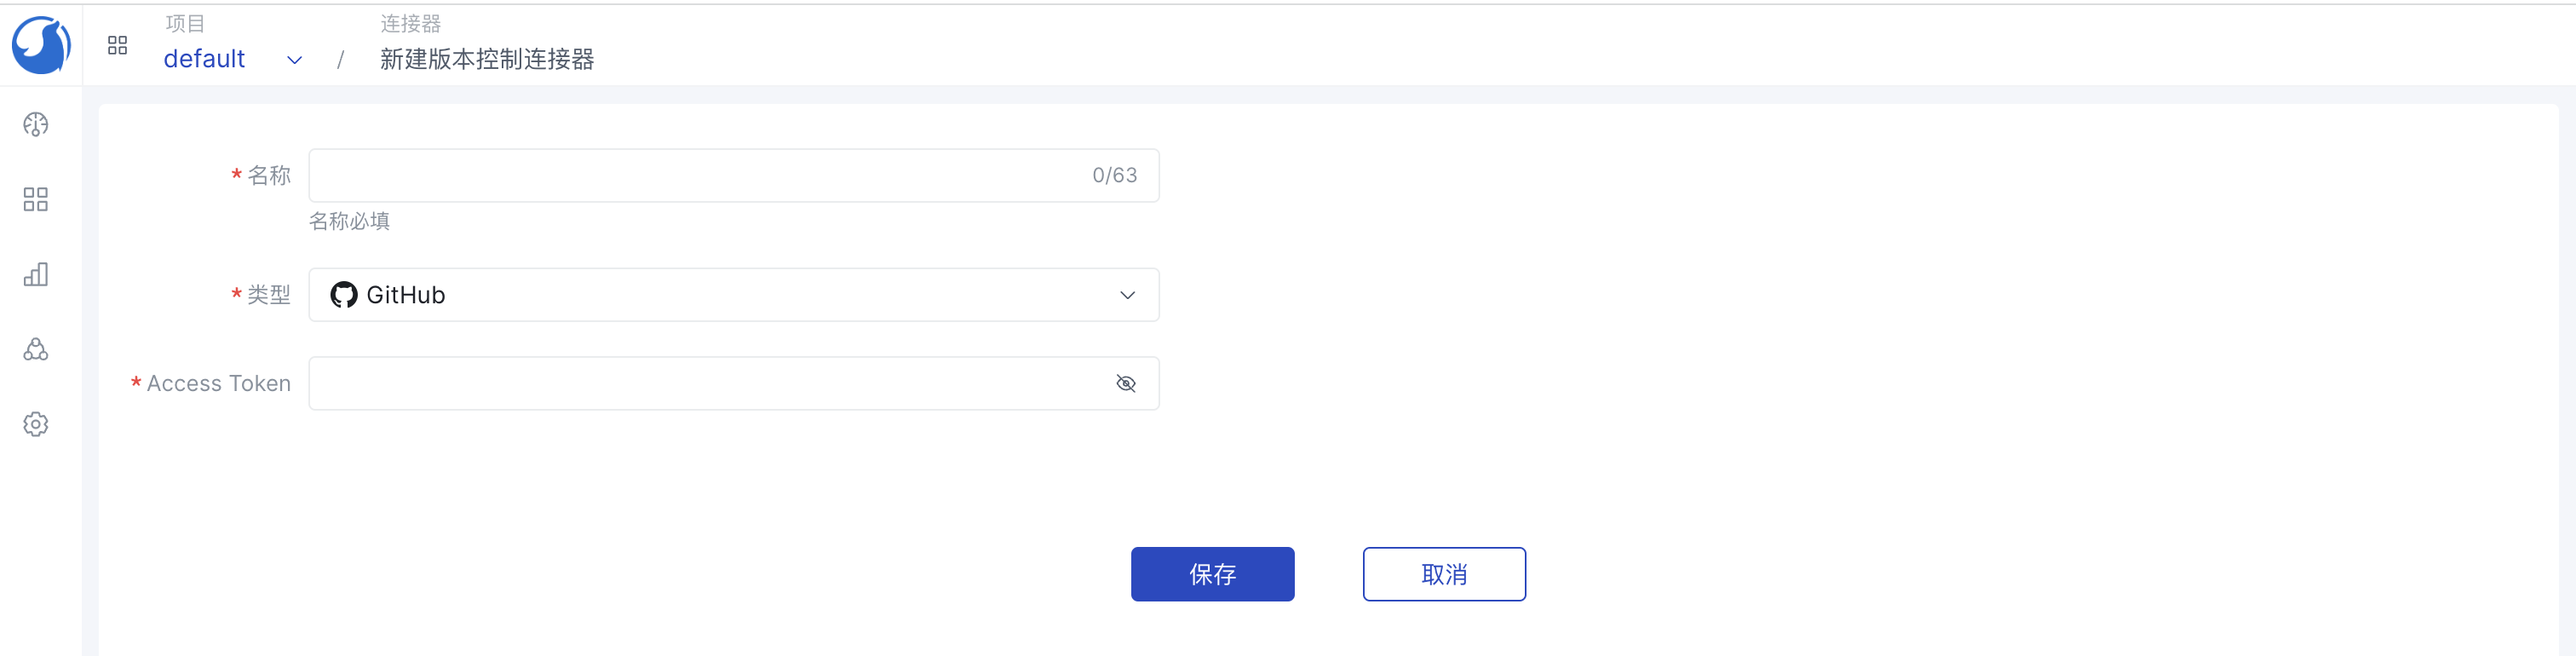 项目
default
/
连接器
新建版本控制连接器
* 名称
0/63
名称必填
* 类型
GitHub
* Access Token
保存
取消